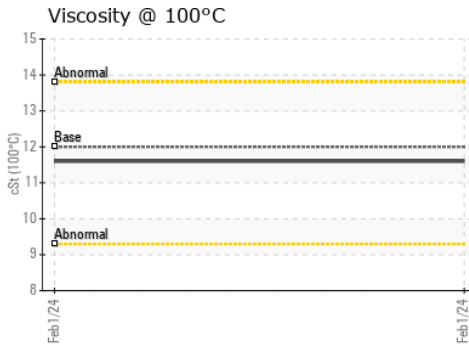 Viscosity @ 100°C
15
14
13
12
11
10
9
8
cSt (100°C)
Abnormal
Base
Abnormal
Feb1/24
Feb1/24